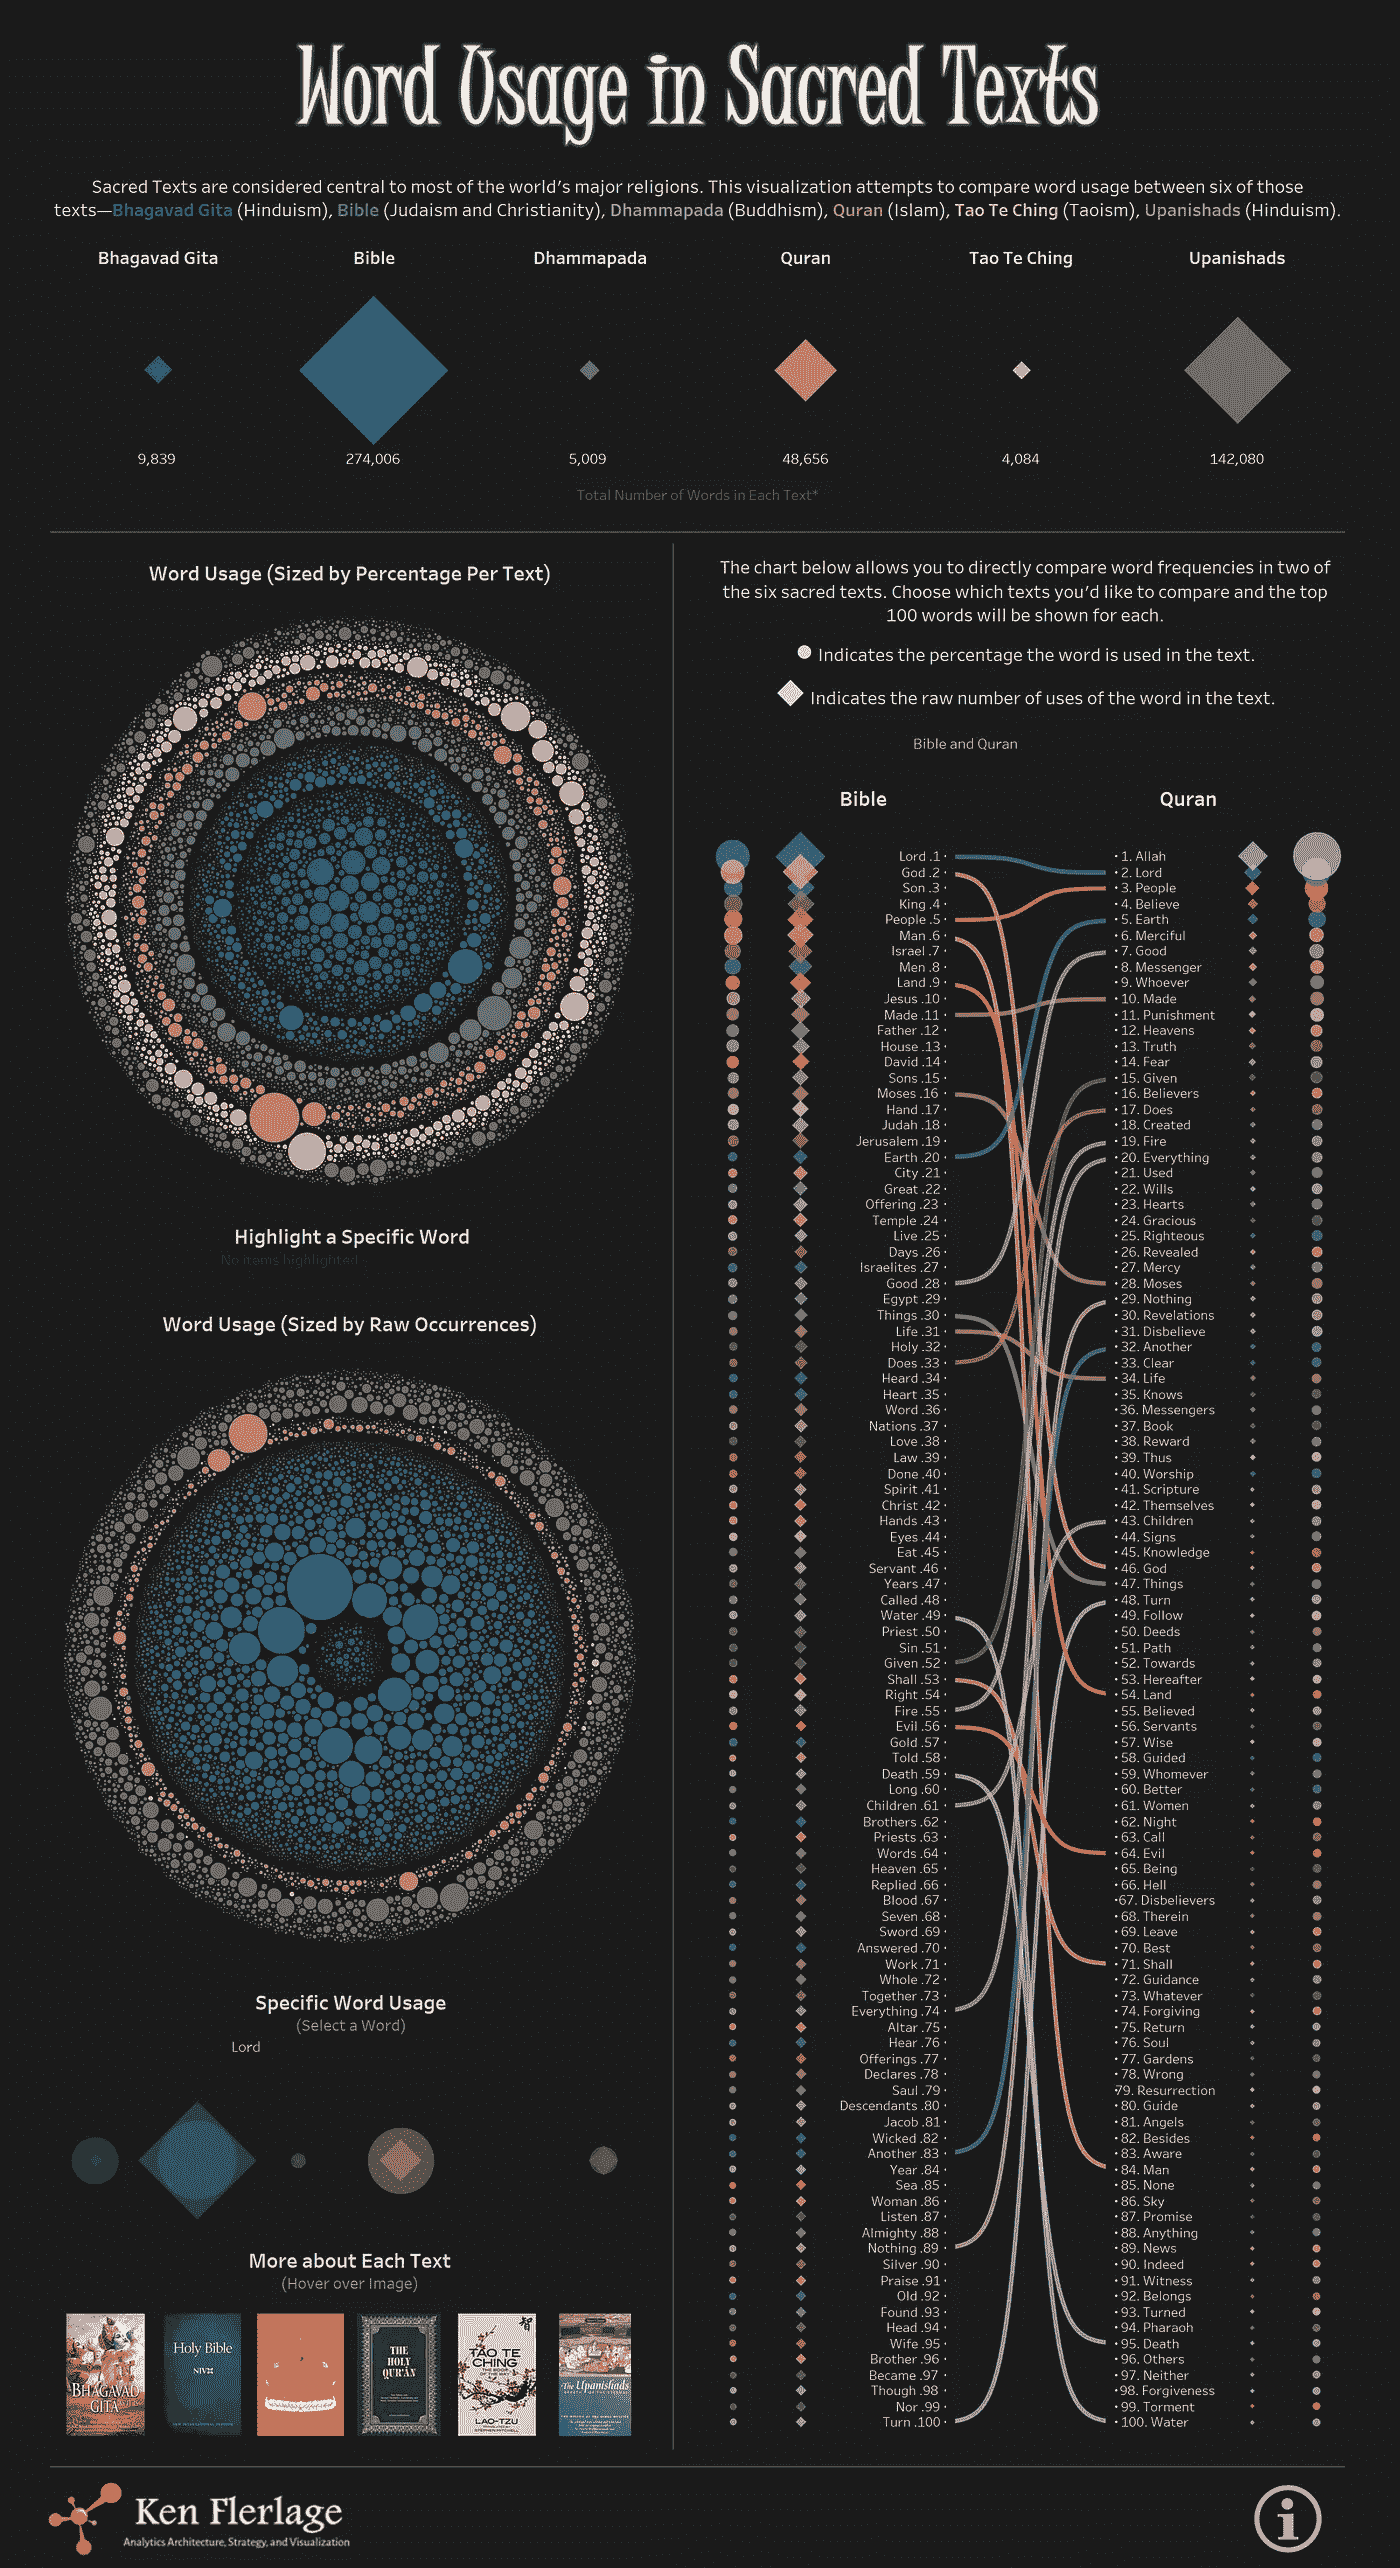 Word Usage in Sacred Texts
Sacred Texts are considered central to most of the world's major religions. This visualization attempts to compare word usage between six of those
texts—Bhagavad Gita (Hinduism), Bible (Judaism and Christianity), Dhammapada (Buddhism), Quran (Islam), Tao Te Ching (Taoism), Upanishads (Hinduism).
Bhagavad Gita Bible Dhammapada Quran Tao Te Ching Upanishads
9,839 274,006 5,009 48,656 4,084 142,080
Total Number of Words in Each Text*
Word Usage (Sized by Percentage Per Text)
Highlight a Specific Word
No items highlighted
Word Usage (Sized by Raw Occurrences)
Specific Word Usage
(Select a Word)
Lord
More about Each Text
(Hover over Image)
BHAGAVAD
GITA
Holy Bible
NIV
THE
HOLY
QUR'ĀN
TAO TE
CHING
LAO-TZU
The Upanishads
The chart below allows you to directly compare word frequencies in two of
the six sacred texts. Choose which texts you'd like to compare and the top
100 words will be shown for each.
Indicates the percentage the word is used in the text.
Indicates the raw number of uses of the word in the text.
Bible and Quran
Bible Quran
Lord .1 1. Allah
God .2 2. Lord
Son .3 3. People
King .4 4. Believe
People .5 5. Earth
Man .6 6. Merciful
Israel .7 7. Good
Men .8 8. Messenger
Land .9 9. Whoever
Jesus .10 10. Made
Made .11 11. Punishment
Father .12 12. Heavens
House .13 13. Truth
David .14 14. Fear
Sons .15 15. Given
Moses .16 16. Believers
Hand .17 17. Does
Judah .18 18. Created
Jerusalem .19 19. Fire
Earth .20 20. Everything
City .21 21. Used
Great .22 22. Wills
Offering .23 23. Hearts
Temple .24 24. Gracious
Live .25 25. Righteous
Days .26 26. Revealed
Israelites .27 27. Mercy
Good .28 28. Moses
Egypt .29 29. Nothing
Things .30 30. Revelations
Life .31 31. Disbelieve
Holy .32 32. Another
Does .33 33. Clear
Heard .34 34. Life
Heart .35 35. Knows
Word .36 36. Messengers
Nations .37 37. Book
Love .38 38. Reward
Law .39 39. Thus
Done .40 40. Worship
Spirit .41 41. Scripture
Christ .42 42. Themselves
Hands .43 43. Children
Eyes .44 44. Signs
Eat .45 45. Knowledge
Servant .46 46. God
Years .47 47. Things
Called .48 48. Turn
Water .49 49. Follow
Priest .50 50. Deeds
Sin .51 51. Path
Given .52 52. Towards
Shall .53 53. Hereafter
Right .54 54. Land
Fire .55 55. Believed
Evil .56 56. Servants
Gold .57 57. Wise
Told .58 58. Guided
Death .59 59. Whomever
Long .60 60. Better
Children .61 61. Women
Brothers .62 62. Night
Priests .63 63. Call
Words .64 64. Evil
Heaven .65 65. Being
Replied .66 66. Hell
Blood .67 67. Disbelievers
Seven .68 68. Therein
Sword .69 69. Leave
Answered .70 70. Best
Work .71 71. Shall
Whole .72 72. Guidance
Together .73 73. Whatever
Everything .74 74. Forgiving
Altar .75 75. Return
Hear .76 76. Soul
Offerings .77 77. Gardens
Declares .78 78. Wrong
Saul .79 79. Resurrection
Descendants .80 80. Guide
Jacob .81 81. Angels
Wicked .82 82. Besides
Another .83 83. Aware
Year .84 84. Man
Sea .85 85. None
Woman .86 86. Sky
Listen .87 87. Promise
Almighty .88 88. Anything
Nothing .89 89. News
Silver .90 90. Indeed
Praise .91 91. Witness
Old .92 92. Belongs
Found .93 93. Turned
Head .94 94. Pharaoh
Wife .95 95. Death
Brother .96 96. Others
Became .97 97. Neither
Though .98 98. Forgiveness
Nor .99 99. Torment
Turn .100 100. Water
Ken Flerlage
Analytics Architecture, Strategy, and Visualization
i